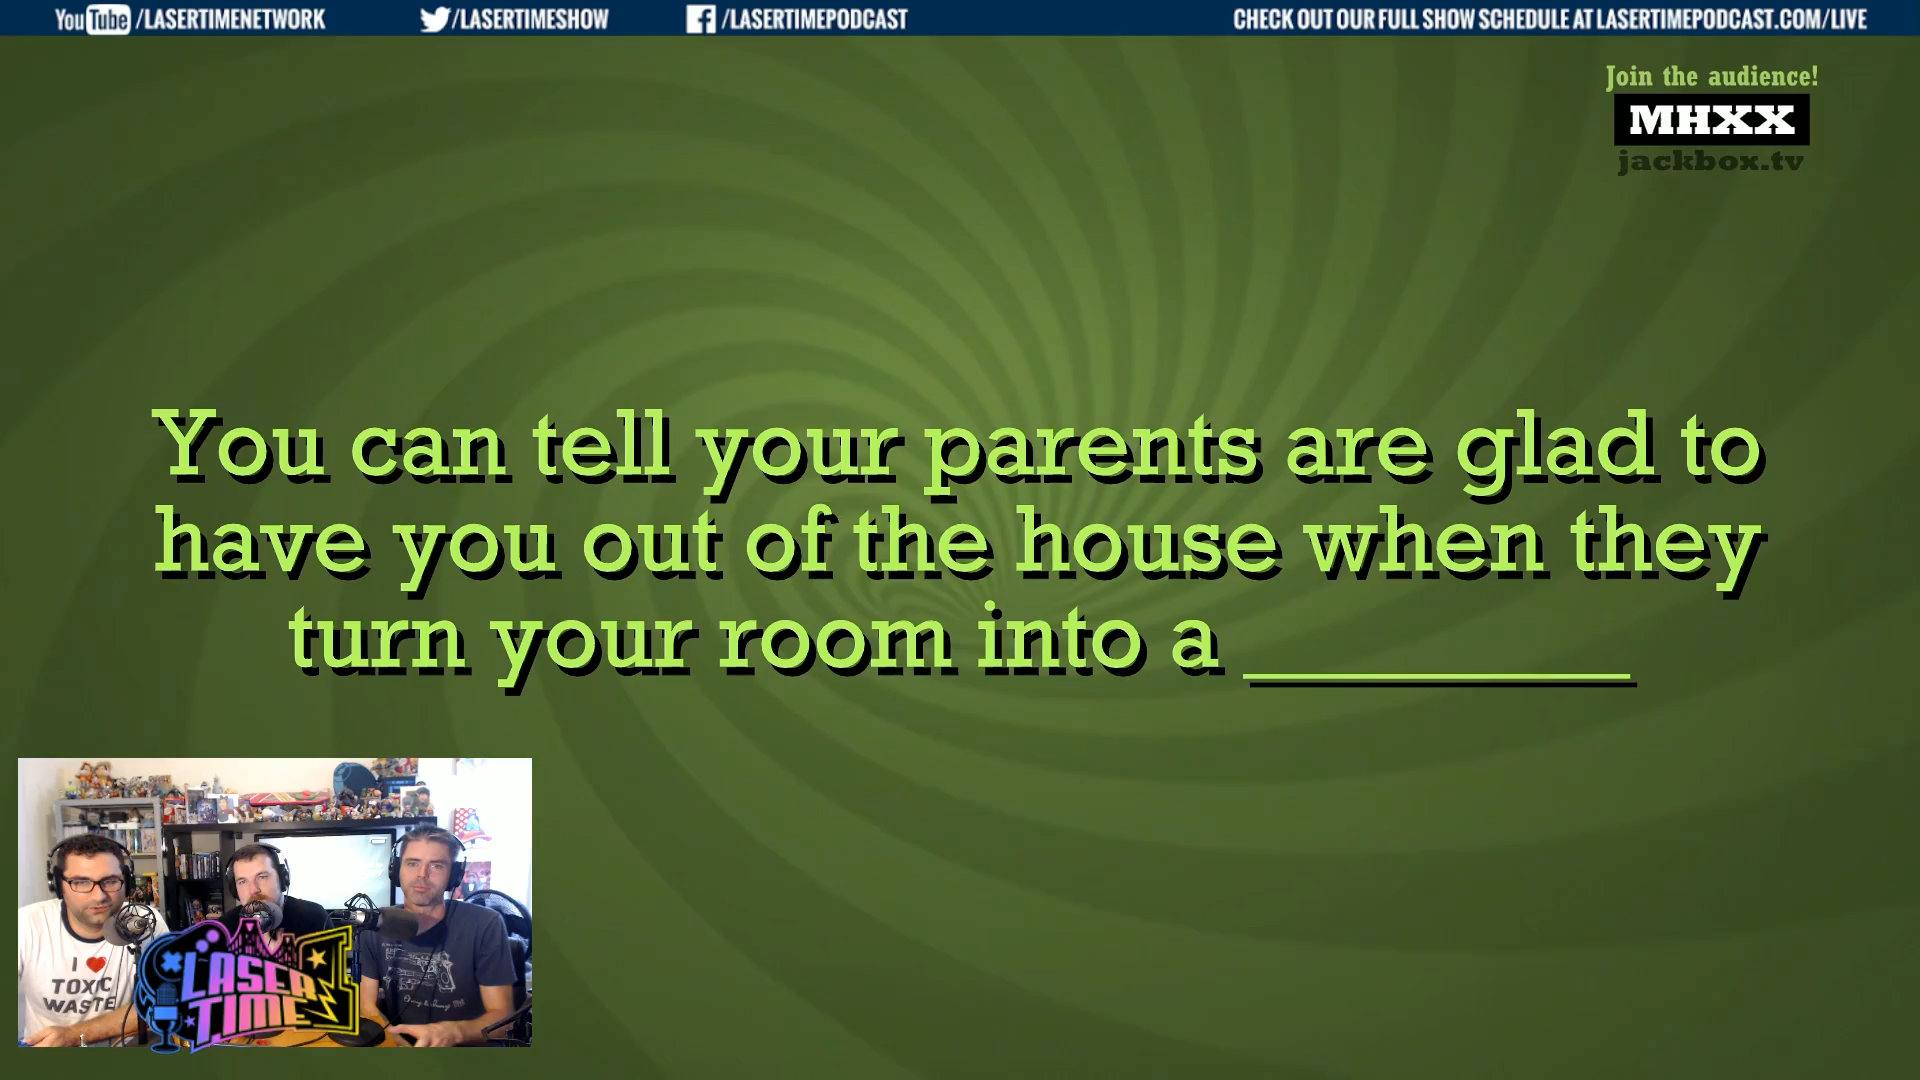 YouTube /LASERTIMENETWORK /LASERTIMESHOW /LASERTIMEPODCAST CHECK OUT OUR FULL SHOW SCHEDULE AT LASERTIMEPODCAST.COM/LIVE
Join the audience!
MHXX
jackbox.tv
You can tell your parents are glad to
have you out of the house when they
turn your room into a ________
I ❤
TOXIC
WASTE
LASER
TIME